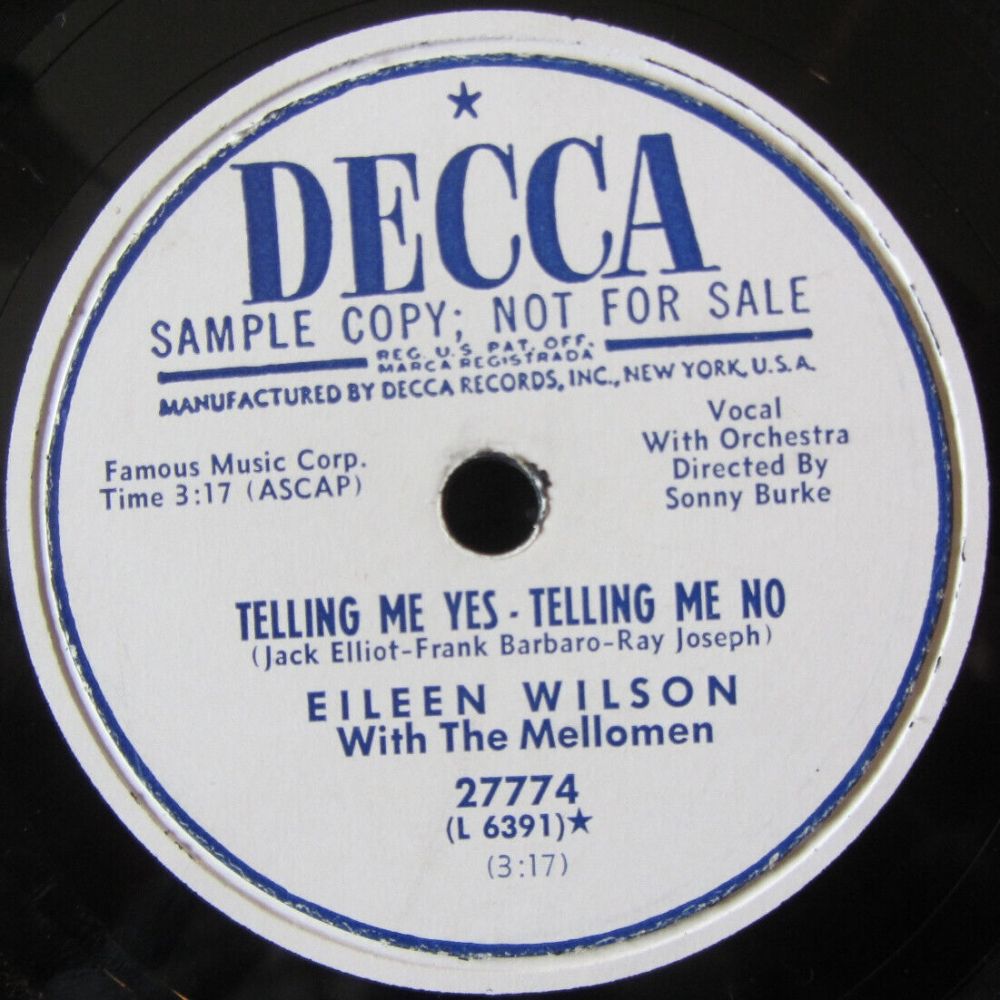 ★
DECCA
SAMPLE COPY; NOT FOR SALE
REG. U.S. PAT. OFF.
MARCA REGISTRADA
MANUFACTURED BY DECCA RECORDS, INC., NEW YORK, U.S.A.
Famous Music Corp.
Time 3:17 (ASCAP)
Vocal
With Orchestra
Directed By
Sonny Burke
TELLING ME YES - TELLING ME NO
(Jack Elliot-Frank Barbaro-Ray Joseph)
EILEEN WILSON
With The Mellomen
27774
(L 6391)★
(3:17)